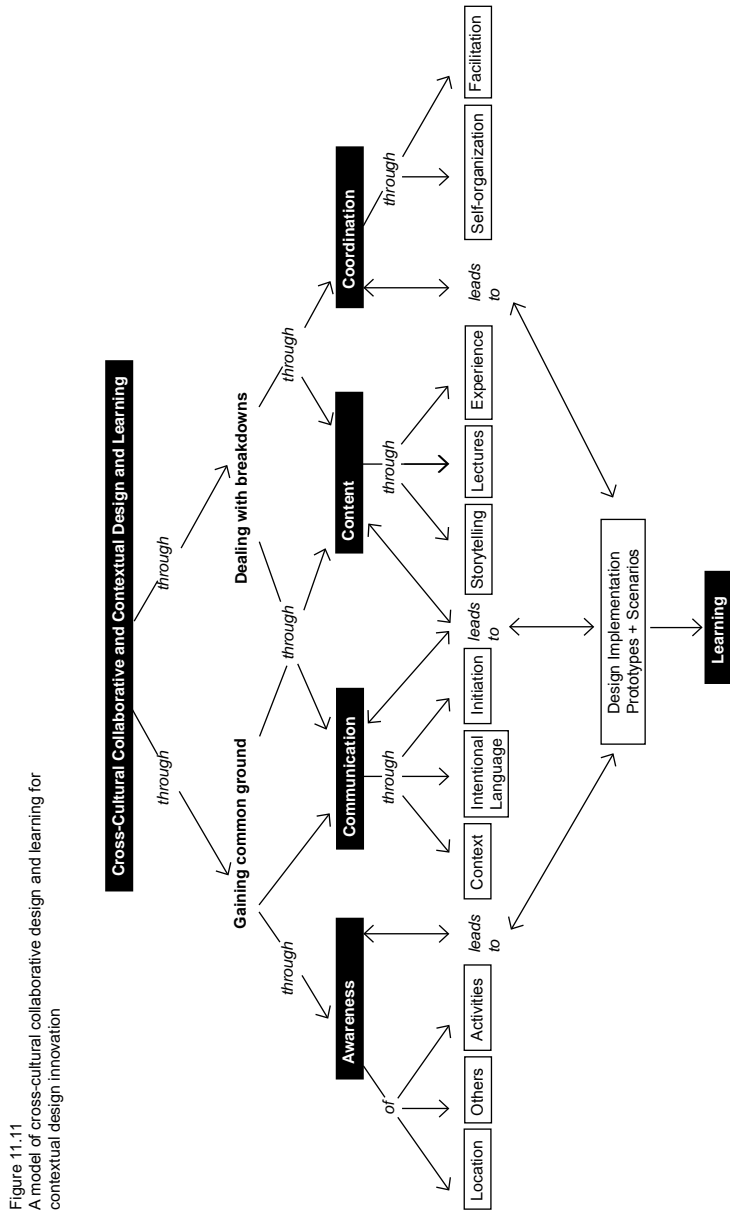 Figure 11.11
A model of cross-cultural collaborative design and learning for
contextual design innovation
Cross-Cultural Collaborative and Contextual Design and Learning
through
through
Gaining common ground
Dealing with breakdowns
through
through
through
Awareness
Communication
Content
Coordination
of
through
through
through
Location
Others
Activities
leads
to
Context
Intentional
Language
Initiation
leads
to
Storytelling
Lectures
Experience
leads
to
Self-organization
Facilitation
Design Implementation
Prototypes + Scenarios
Learning